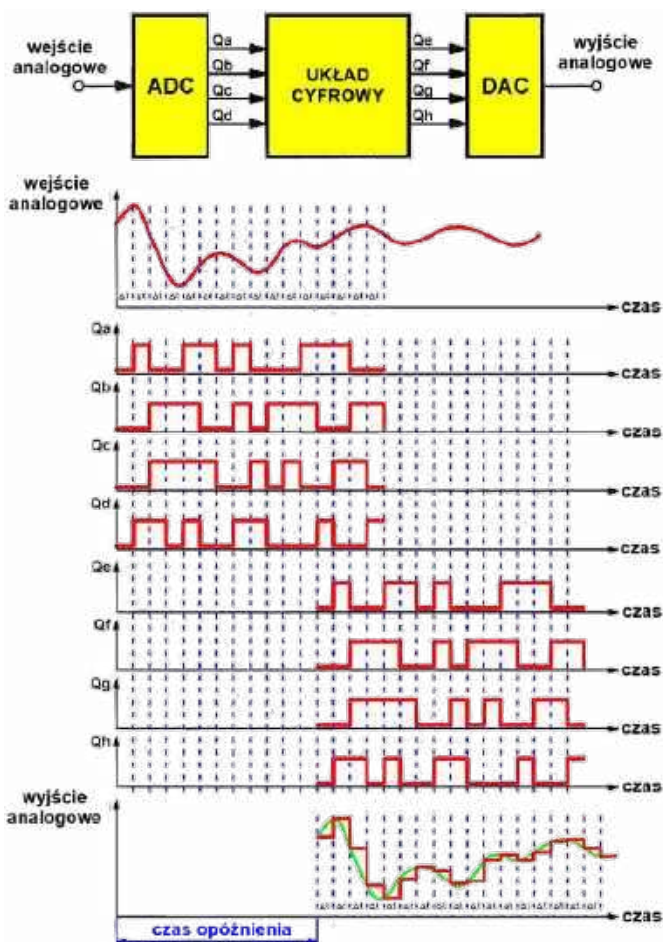 wejście analogowe
ADC
Qa
Qb
Qc
Qd
UKŁAD
CYFROWY
Qe
Qf
Qg
Qh
DAC
wyjście analogowe
wejście
analogowe
czas
Qa
czas
Qb
czas
Qc
czas
Qd
czas
Qe
czas
Qf
czas
Qg
czas
Qh
czas
wyjście
analogowe
czas
czas opóźnienia